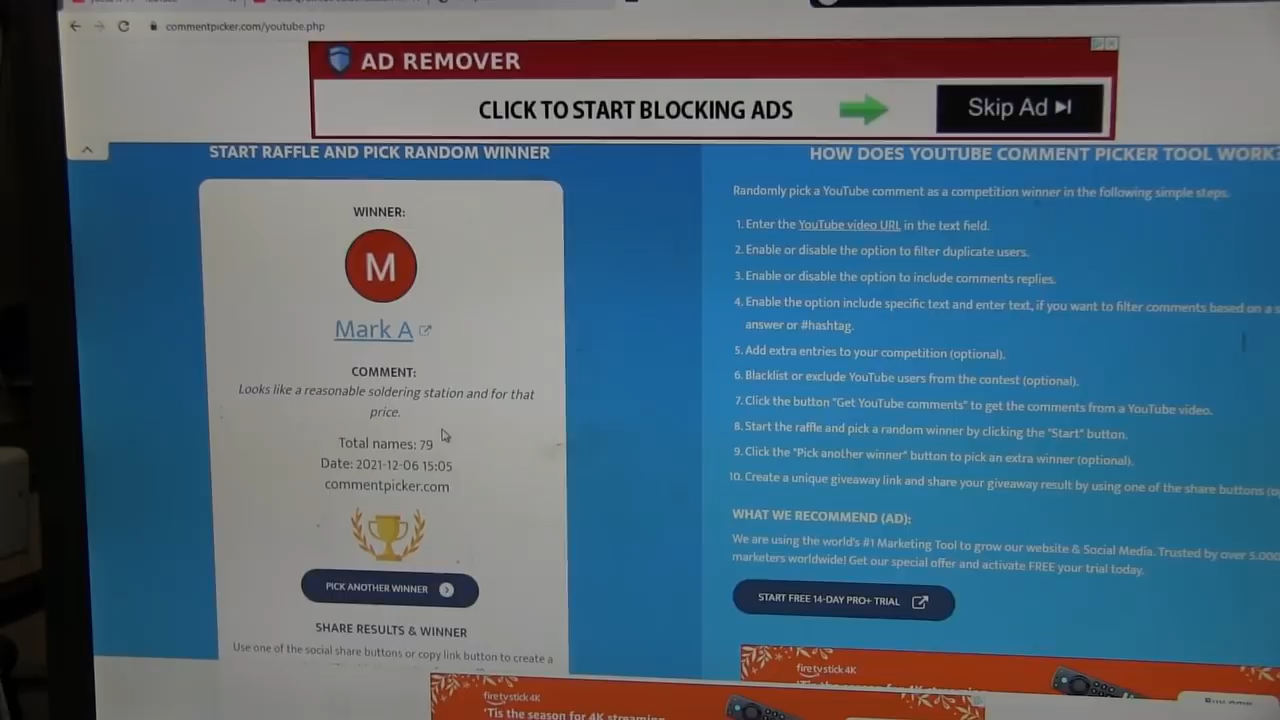 commentpicker.com/youtube.php
AD REMOVER
CLICK TO START BLOCKING ADS
Skip Ad
START RAFFLE AND PICK RANDOM WINNER
WINNER:
M
Mark A
COMMENT:
Looks like a reasonable soldering station and for that
price.
Total names: 79
Date: 2021-12-06 15:05
commentpicker.com
PICK ANOTHER WINNER
SHARE RESULTS & WINNER
Use one of the social share buttons or copy link button to create a
HOW DOES YOUTUBE COMMENT PICKER TOOL WORK?
Randomly pick a YouTube comment as a competition winner in the following simple steps.
1. Enter the YouTube video URL in the text field.
2. Enable or disable the option to filter duplicate users.
3. Enable or disable the option to include comments replies.
4. Enable the option include specific text and enter text, if you want to filter comments based on a
answer or #hashtag.
5. Add extra entries to your competition (optional).
6. Blacklist or exclude YouTube users from the contest (optional).
7. Click the button "Get YouTube comments" to get the comments from a YouTube video.
8. Start the raffle and pick a random winner by clicking the "Start" button.
9. Click the "Pick another winner" button to pick an extra winner (optional).
10. Create a unique giveaway link and share your giveaway result by using one of the share buttons
WHAT WE RECOMMEND (AD):
We are using the world's #1 Marketing Tool to grow our website & Social Media. Trusted by over 5.000
marketers worldwide! Get our special offer and activate FREE your trial today.
START FREE 14-DAY PRO+ TRIAL
firetvstick 4K
firetvstick 4K
'Tis the season for 4K streaming